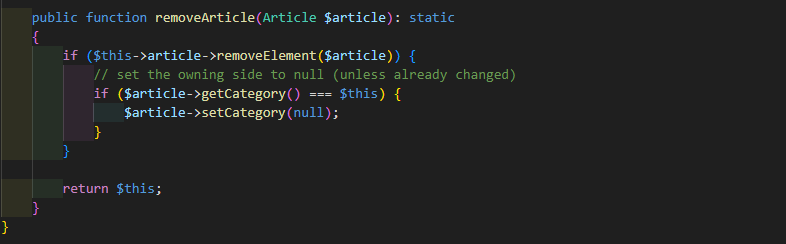 public function removeArticle(Article $article): static
{
if ($this->article->removeElement($article)) {
// set the owning side to null (unless already changed)
if ($article->getCategory() === $this) {
$article->setCategory(null);
}
}
return $this;
}
}